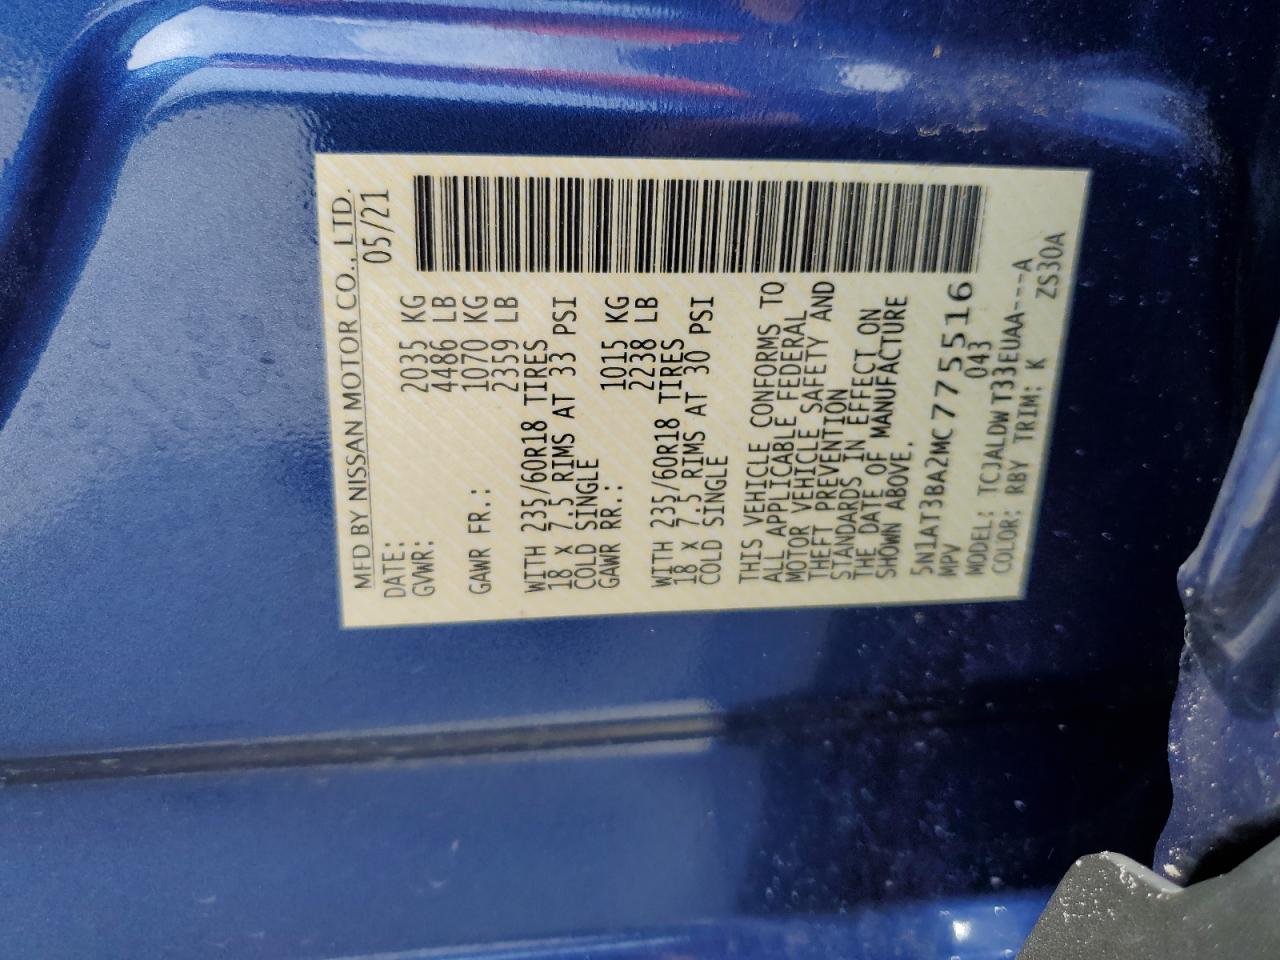 MFD BY NISSAN MOTOR CO., LTD.
DATE: 05/21
GVWR: 2035 KG
4486 LB
GAWR FR.: 1070 KG
2359 LB
WITH 235/60R18 TIRES
18 x 7.5 RIMS AT 33 PSI
COLD SINGLE
GAWR RR.: 1015 KG
2238 LB
WITH 235/60R18 TIRES
18 x 7.5 RIMS AT 30 PSI
COLD SINGLE
THIS VEHICLE CONFORMS TO
ALL APPLICABLE FEDERAL
MOTOR VEHICLE SAFETY AND
THEFT PREVENTION
STANDARDS IN EFFECT ON
THE DATE OF MANUFACTURE
SHOWN ABOVE.
5N1AT3BA2MC775516
MPV 043
MODEL: TCJALDWT33EUAA---A
COLOR: RBY TRIM: K ZS30A